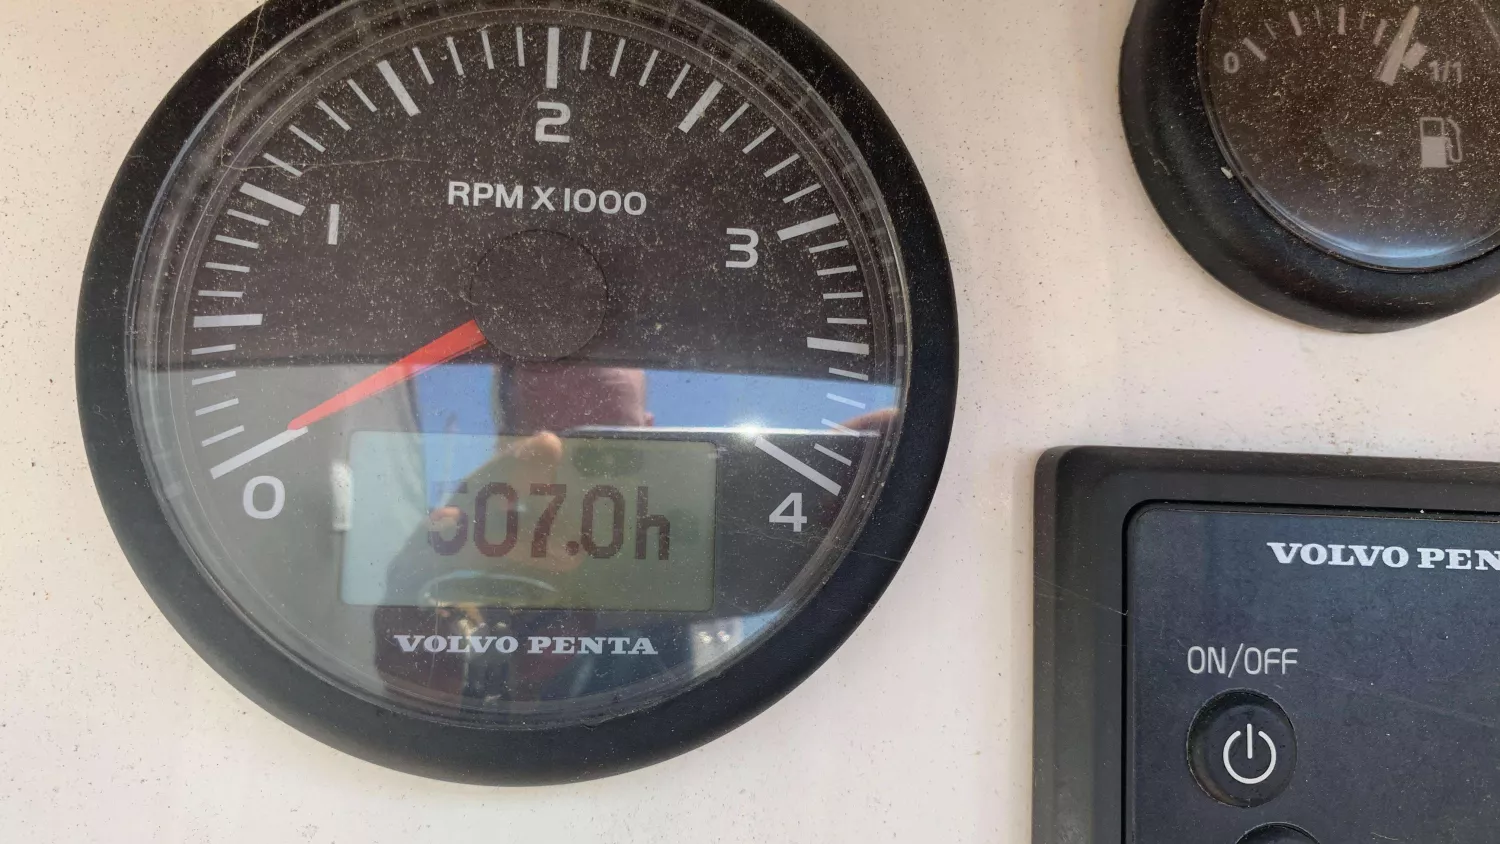 2
RPM X 1000
1
3
0
4
507.0h
VOLVO PENTA
0
1/1
VOLVO PEN
ON/OFF